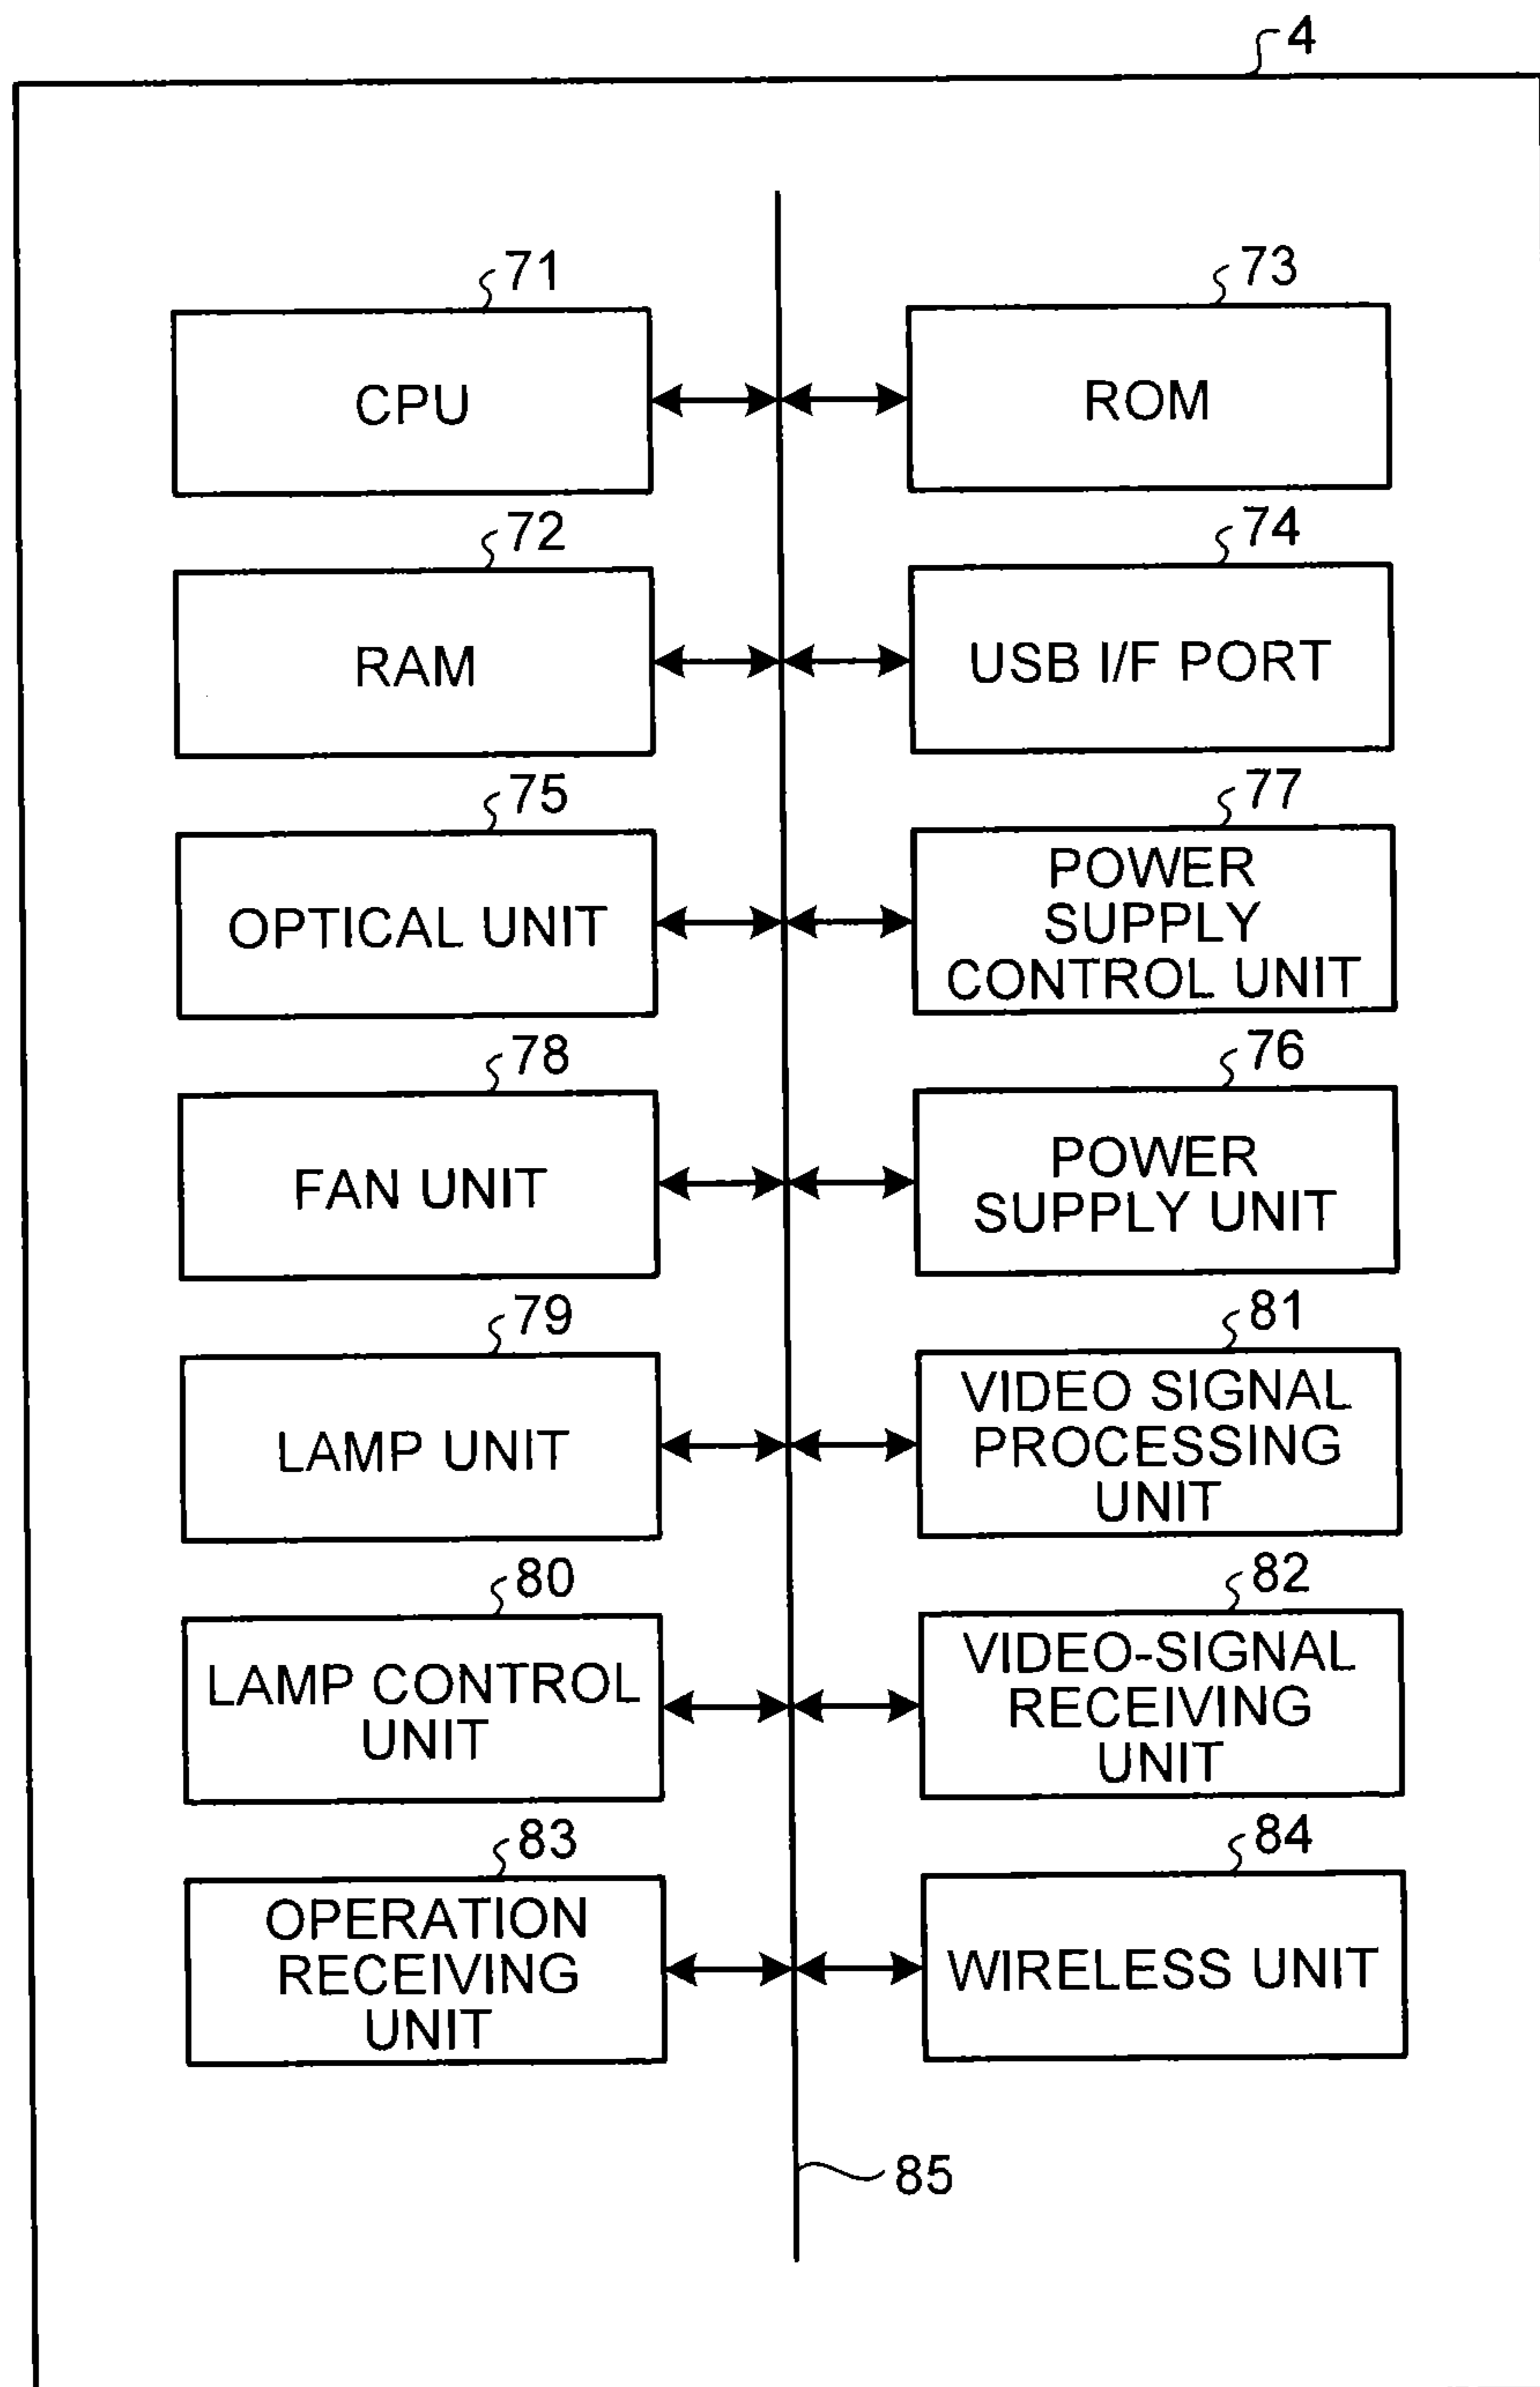 4
71
73
CPU
ROM
72
74
RAM
USB I/F PORT
75
77
OPTICAL UNIT
POWER
SUPPLY
CONTROL UNIT
78
76
FAN UNIT
POWER
SUPPLY UNIT
79
81
LAMP UNIT
VIDEO SIGNAL
PROCESSING
UNIT
80
82
LAMP CONTROL
UNIT
VIDEO-SIGNAL
RECEIVING
UNIT
83
84
OPERATION
RECEIVING
UNIT
WIRELESS UNIT
85